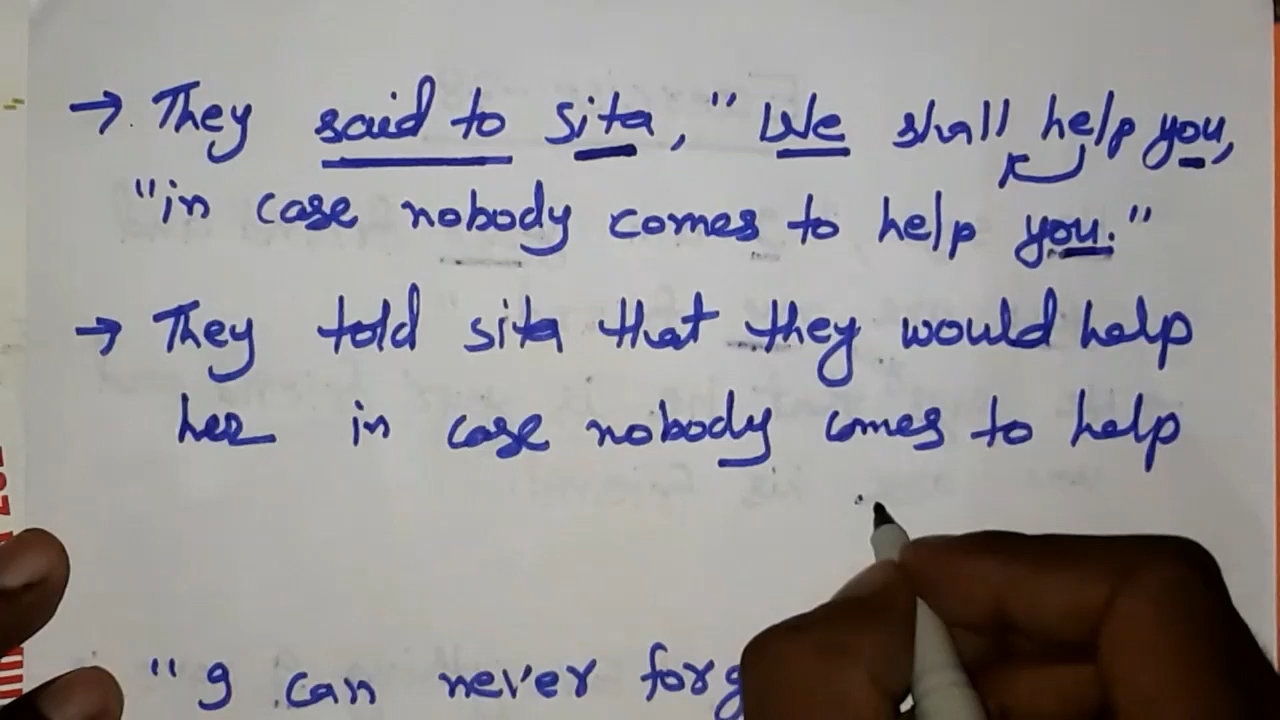 → They said to sita, "We shall help you,
"in case nobody comes to help you."
→ They told sita that they would help
her in case nobody comes to help
"I can never